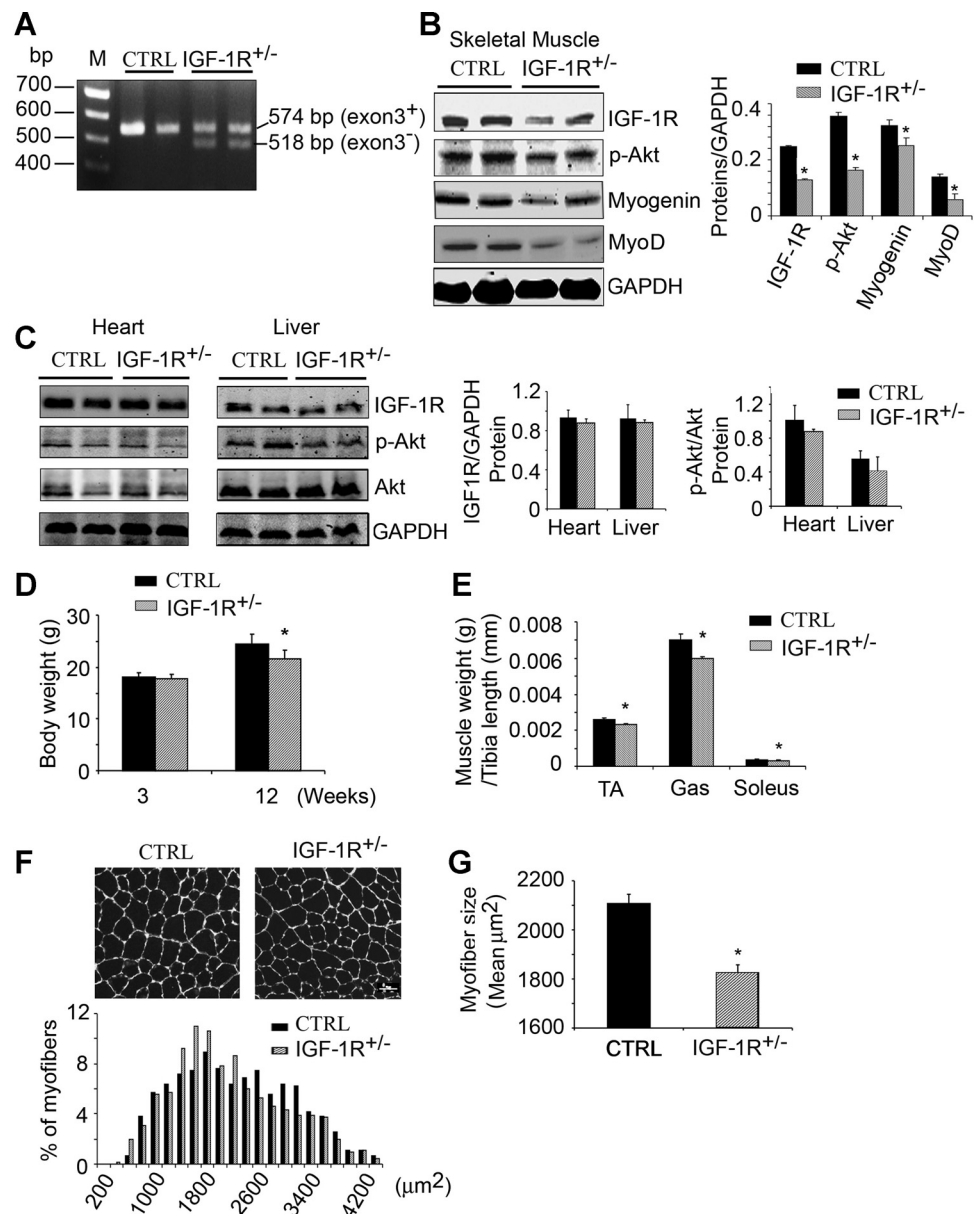 A
bp
M
CTRL
IGF-1R+/-
700
600
500
400
574 bp (exon3+)
518 bp (exon3-)
B
Skeletal Muscle
CTRL
IGF-1R+/-
IGF-1R
p-Akt
Myogenin
MyoD
GAPDH
CTRL
IGF-1R+/-
Proteins/GAPDH
0.4
0.2
0
*
*
*
*
IGF-1R
p-Akt
Myogenin
MyoD
C
Heart
Liver
CTRL
IGF-1R+/-
CTRL
IGF-1R+/-
IGF-1R
p-Akt
Akt
GAPDH
IGF1R/GAPDH
Protein
1.2
0.8
0.4
0
Heart
Liver
p-Akt/Akt
Protein
1.2
0.8
0.4
0
CTRL
IGF-1R+/-
Heart
Liver
D
CTRL
IGF-1R+/-
Body weight (g)
30
20
10
0
*
3
12
(Weeks)
E
CTRL
IGF-1R+/-
Muscle weight (g)
/Tibia length (mm)
0.008
0.006
0.004
0.002
0
*
*
*
TA
Gas
Soleus
F
CTRL
IGF-1R+/-
CTRL
IGF-1R+/-
% of myofibers
12
8
4
0
200
1000
1800
2600
3400
4200
(μm2)
G
Myofiber size
(Mean μm2)
2200
2000
1800
1600
*
CTRL
IGF-1R+/-